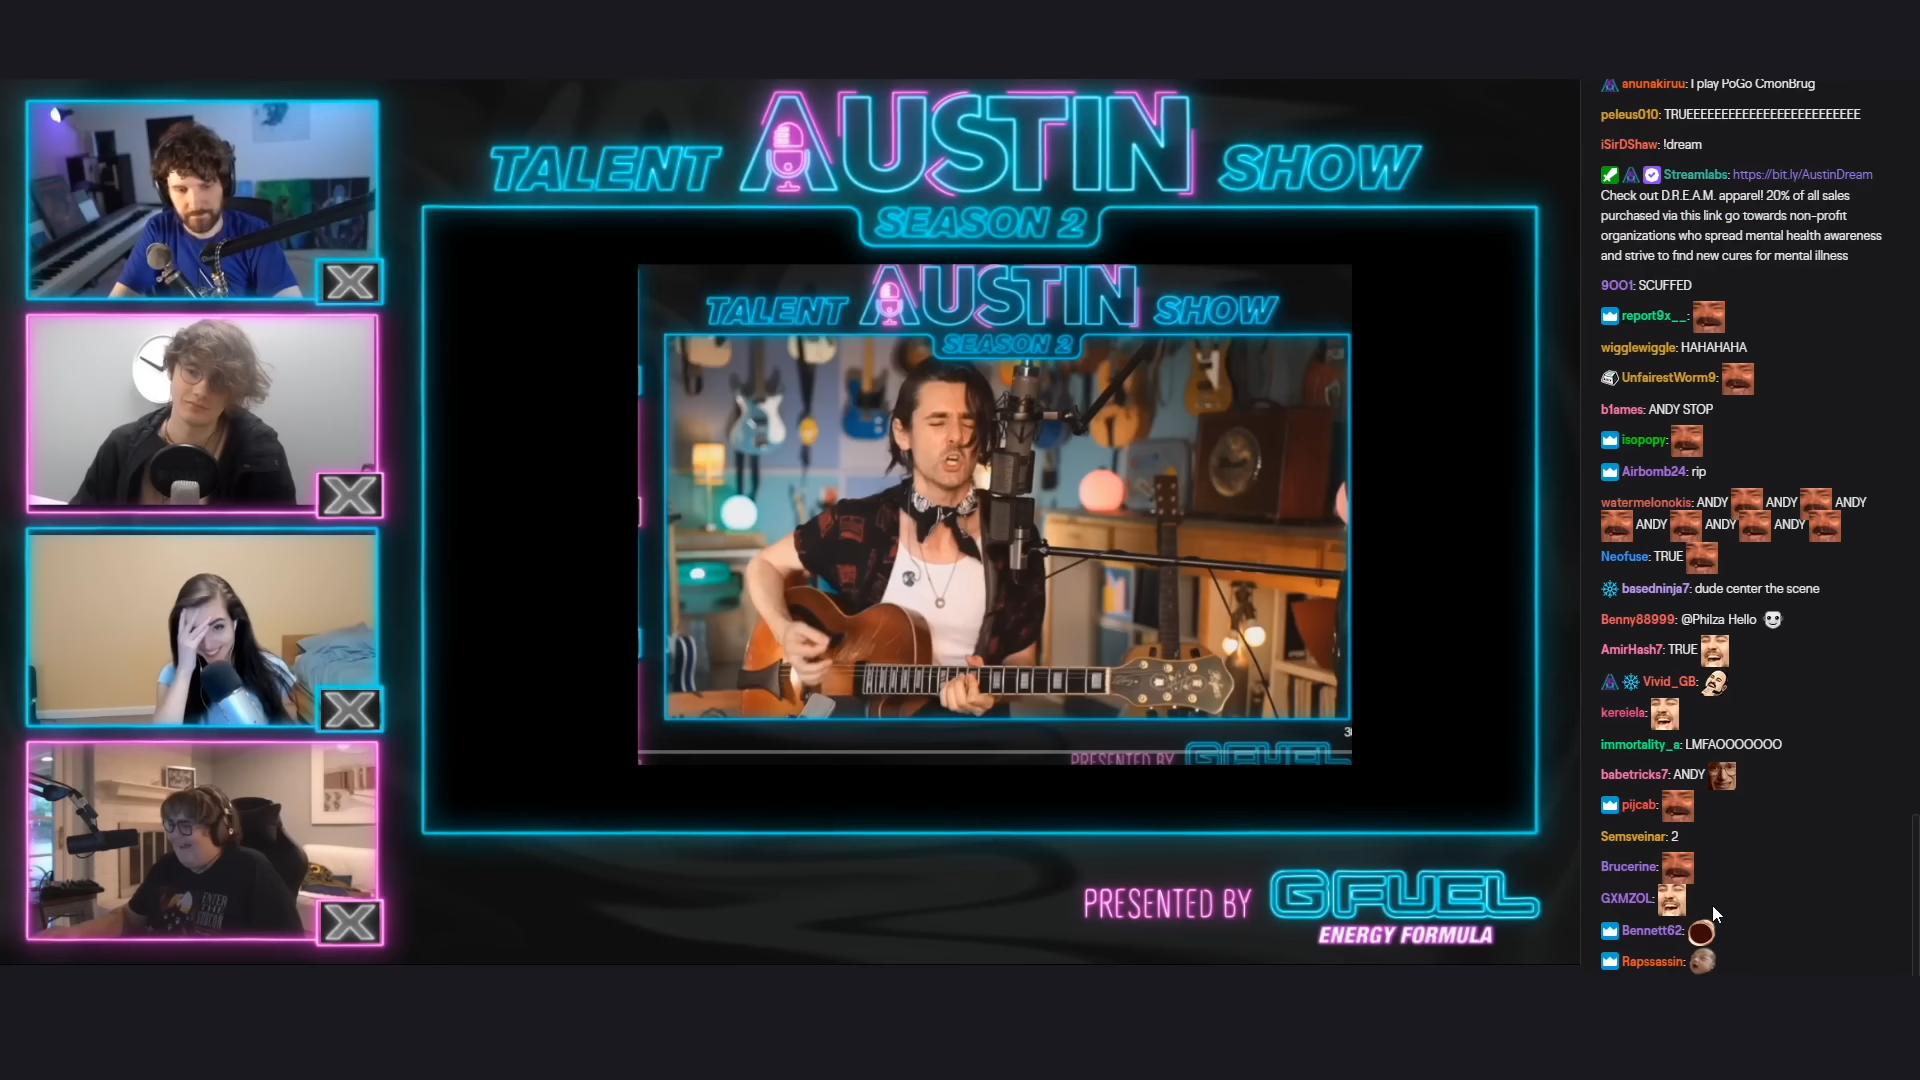 TALENT AUSTIN SHOW
SEASON 2
TALENT AUSTIN SHOW
SEASON 2
PRESENTED BY GFUEL
PRESENTED BY GFUEL
ENERGY FORMULA
anunakiruu: I play PoGo CmonBrug
peleus010: TRUEEEEEEEEEEEEEEEEEEEEEEEEE
iSirDShaw: !dream
Streamlabs: https://bit.ly/AustinDream
Check out D.R.E.A.M. apparel! 20% of all sales
purchased via this link go towards non-profit
organizations who spread mental health awareness
and strive to find new cures for mental illness
9OO1: SCUFFED
report9x__:
wigglewiggle: HAHAHAHA
UnfairestWorm9:
b1ames: ANDY STOP
isopopy:
Airbomb24: rip
watermelonokis: ANDY ANDY ANDY
ANDY ANDY ANDY
Neofuse: TRUE
basedninja7: dude center the scene
Benny88999: @Philza Hello
AmirHash7: TRUE
Vivid_GB:
kereiela:
immortality_a: LMFAOOOOOOO
babetricks7: ANDY
pijcab:
Semsveinar: 2
Brucerine:
GXMZOL:
Bennett62:
Rapssassin: